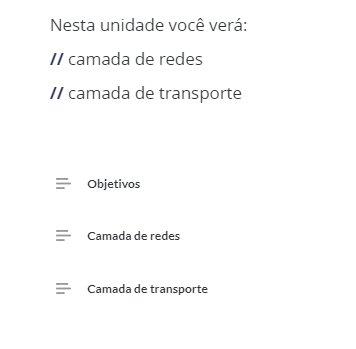 Nesta unidade você verá:
// camada de redes
// camada de transporte
Objetivos
Camada de redes
Camada de transporte